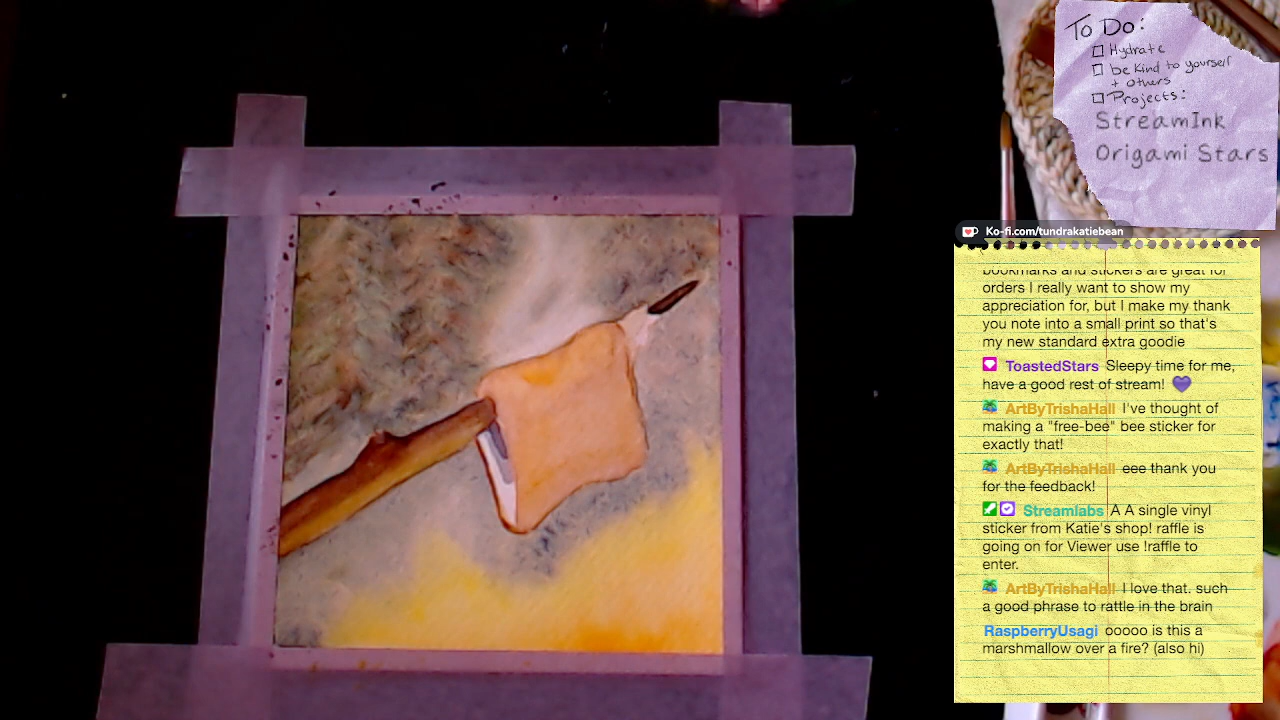 To Do:
Hydrate
be Kind to yourself
+ others
Projects:
StreamInk
Origami Stars
Ko-fi.com/tundrakatiebean
bookmarks and stickers are great for
orders I really want to show my
appreciation for, but I make my thank
you note into a small print so that's
my new standard extra goodie
ToastedStars Sleepy time for me,
have a good rest of stream! 💜
ArtByTrishaHall I've thought of
making a "free-bee" bee sticker for
exactly that!
ArtByTrishaHall eee thank you
for the feedback!
Streamlabs A A single vinyl
sticker from Katie's shop! raffle is
going on for Viewer use !raffle to
enter.
ArtByTrishaHall I love that. such
a good phrase to rattle in the brain
RaspberryUsagi ooooo is this a
marshmallow over a fire? (also hi)